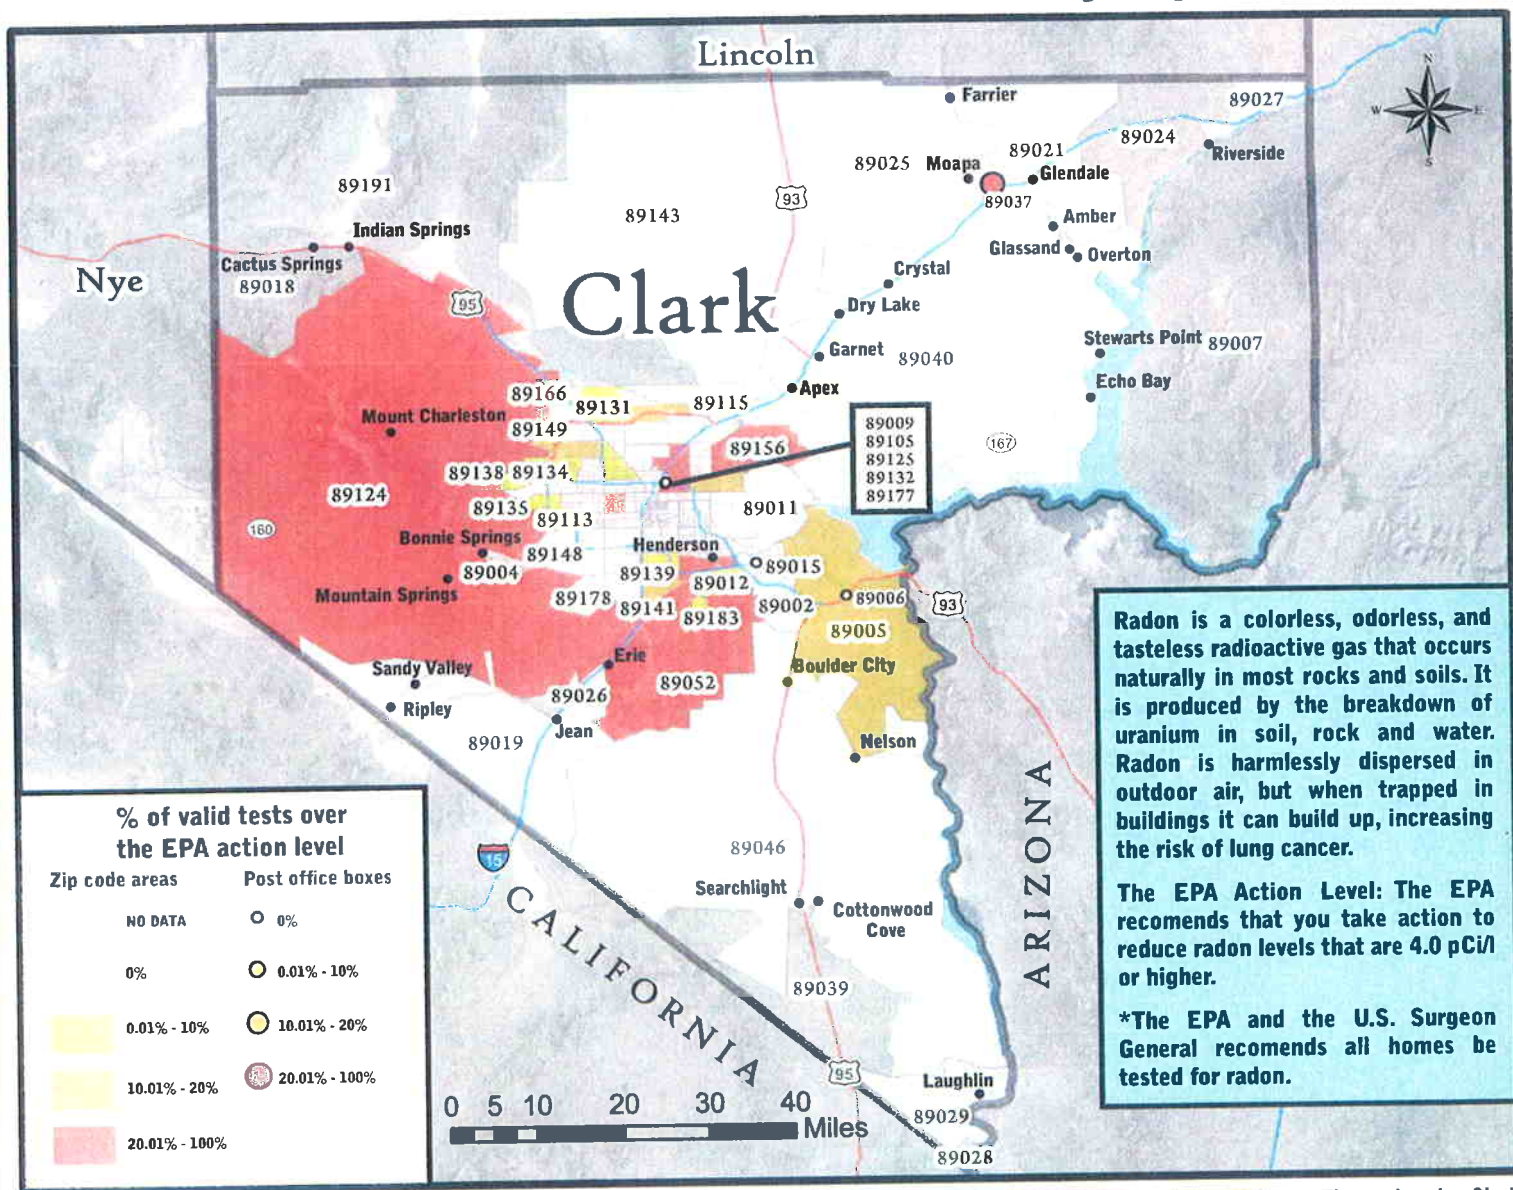 Lincoln
Farrier
89027
89024
89021
Riverside
89025
Moapa
Glendale
89037
89191
89143
93
Amber
Indian Springs
Glassand
Overton
Cactus Springs
Nye
89018
Crystal
95
Clark
Dry Lake
Stewarts Point
89007
Garnet
89040
Echo Bay
Apex
89166
89131
89115
Mount Charleston
89149
89156
89009
89105
89125
89132
89177
167
89138
89134
89124
89135
89113
89011
160
Bonnie Springs
89148
Henderson
89015
89004
89139
89012
Mountain Springs
89178
89141
89183
89002
89006
93
89005
Erie
Boulder City
Sandy Valley
89026
89052
Ripley
Jean
89019
Nelson
15
89046
Searchlight
Cottonwood
Cove
89039
CALIFORNIA
ARIZONA
95
Laughlin
89029
89028
N
W
E
S
% of valid tests over
the EPA action level
Zip code areas
Post office boxes
NO DATA
0%
0%
0.01% - 10%
0.01% - 10%
10.01% - 20%
10.01% - 20%
20.01% - 100%
20.01% - 100%
0 5 10 20 30 40
Miles
Radon is a colorless, odorless, and
tasteless radioactive gas that occurs
naturally in most rocks and soils. It
is produced by the breakdown of
uranium in soil, rock and water.
Radon is harmlessly dispersed in
outdoor air, but when trapped in
buildings it can build up, increasing
the risk of lung cancer.
The EPA Action Level: The EPA
recomends that you take action to
reduce radon levels that are 4.0 pCi/l
or higher.
*The EPA and the U.S. Surgeon
General recomends all homes be
tested for radon.